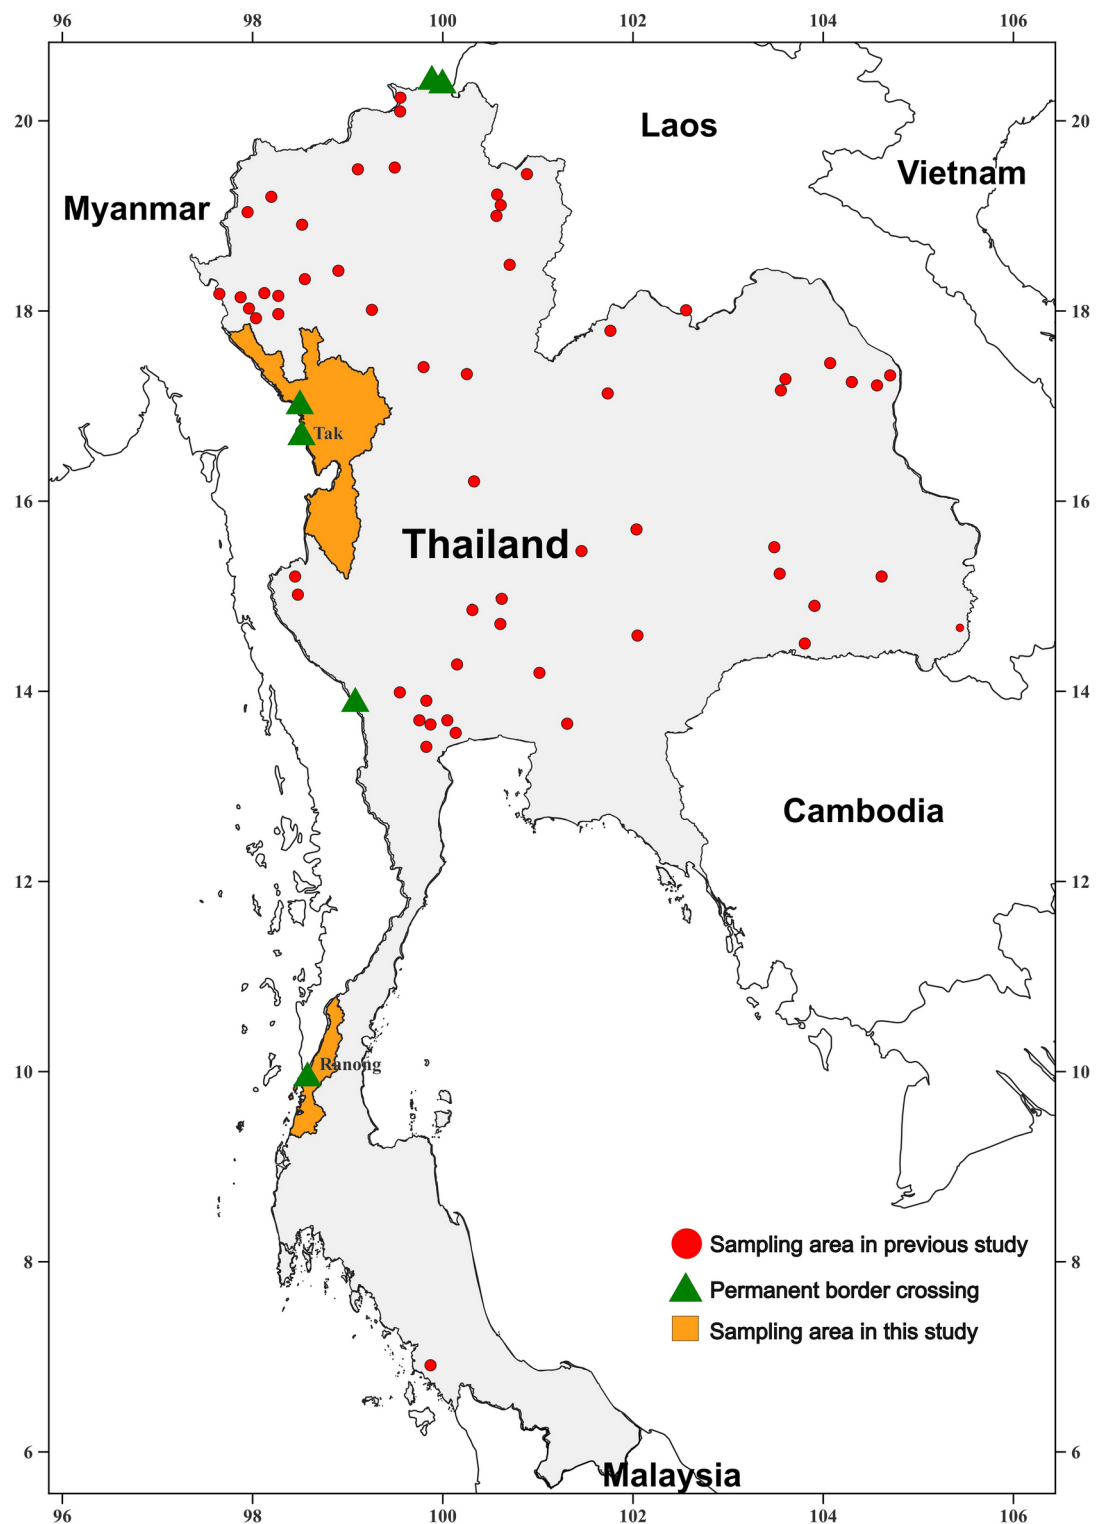 96 98 100 102 104 106
20 20
Laos
Vietnam
Myanmar
18 18
Tak
16 16
Thailand
14 14
Cambodia
12 12
Ranong
10 10
Sampling area in previous study
8 8
Permanent border crossing
Sampling area in this study
6 6
Malaysia
96 98 100 102 104 106